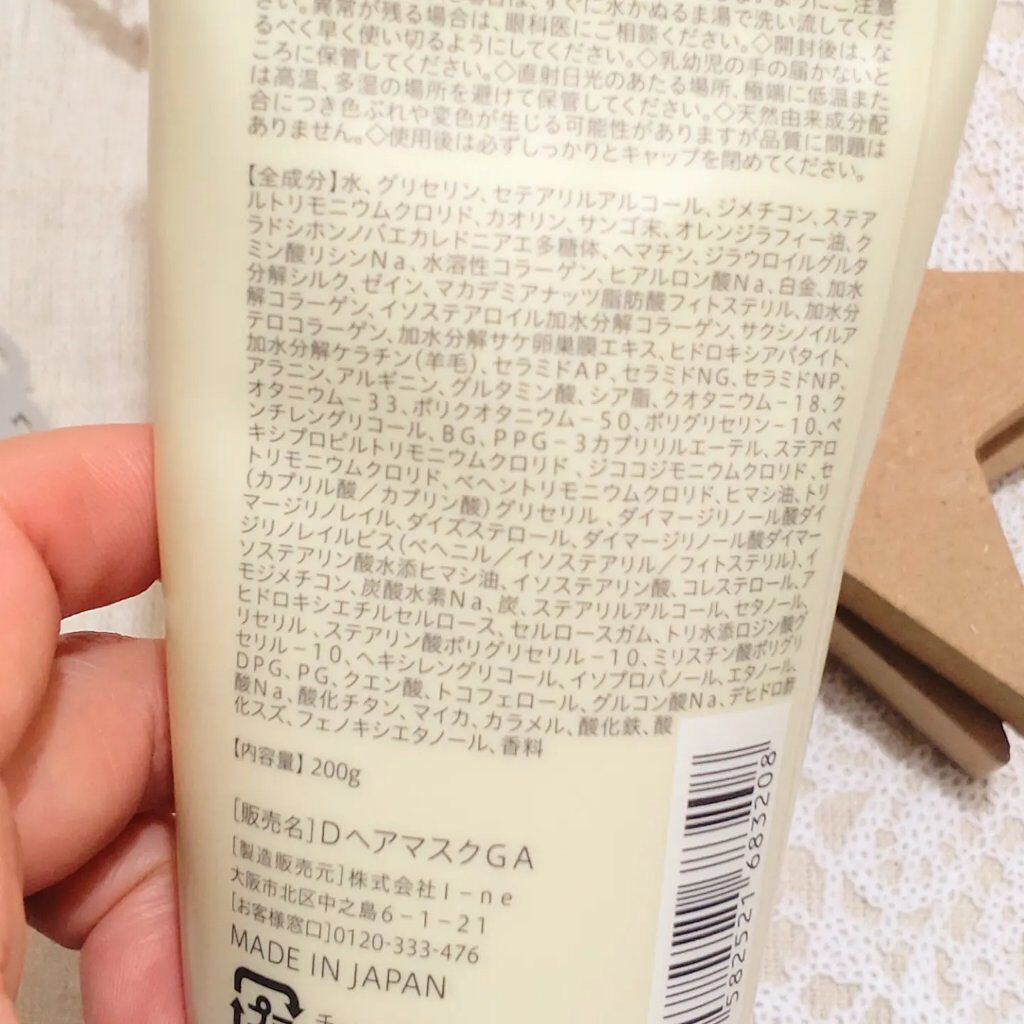 さい。異常が残る場合は、眼科医にご相談ください。◇開封後は、な
るべく早く使い切るようにしてください。◇乳幼児の手の届かないと
ころに保管してください。◇直射日光のあたる場所、極端に低温また
は高温、多湿の場所を避けて保管してください。◇天然由来成分配
合につき色ぶれや変色が生じる可能性がありますが品質に問題は
ありません。◇使用後は必ずしっかりとキャップを閉めてください。
【全成分】水、グリセリン、セテアリルアルコール、ジメチコン、ステア
ルトリモニウムクロリド、カオリン、サンゴ末、オレンジラフィー油、ク
ラドシホンノバエカレドニアエ多糖体、ヘマチン、ジラウロイルグルタ
ミン酸リシンNa、水溶性コラーゲン、ヒアルロン酸Na、白金、加水
分解シルク、ゼイン、マカデミアナッツ脂肪酸フィトステリル、加水分
解コラーゲン、イソステアロイル加水分解コラーゲン、サクシノイルア
テロコラーゲン、加水分解サケ卵巣膜エキス、ヒドロキシアパタイト、
加水分解ケラチン(羊毛)、セラミドAP、セラミドNG、セラミドNP、
アラニン、アルギニン、グルタミン酸、シア脂、クオタニウム-18、ク
オタニウム-33、ポリクオタニウム-50、ポリグリセリン-10、ペ
ンチレングリコール、BG、PPG-3カプリリルエーテル、ステアロ
キシプロピルトリモニウムクロリド、ジココジモニウムクロリド、セ
トリモニウムクロリド、ベヘントリモニウムクロリド、ヒマシ油、トリ
(カプリル酸/カプリン酸)グリセリル、ダイマージリノール酸ダイ
マージリノレイル、ダイズステロール、ダイマージリノール酸ダイマー
ジリノレイルビス(ベヘニル/イソステアリル/フィトステリル)、イ
ソステアリン酸水添ヒマシ油、イソステアリン酸、コレステロール、ア
モジメチコン、炭酸水素Na、炭、ステアリルアルコール、セタノール、
ヒドロキシエチルセルロース、セルロースガム、トリ水添ロジン酸グ
リセリル、ステアリン酸ポリグリセリル-10、ミリスチン酸ポリグリ
セリル-10、ヘキシレングリコール、イソプロパノール、エタノール、
DPG、PG、クエン酸、トコフェロール、グルコン酸Na、デヒドロ酢
酸Na、酸化チタン、マイカ、カラメル、酸化鉄、酸
化スズ、フェノキシエタノール、香料
【内容量】200g
[販売名]DヘアマスクGA
[製造販売元]株式会社I-ne
大阪市北区中之島6-1-21
[お客様窓口]0120-333-476
MADE IN JAPAN
プ
582521 683208